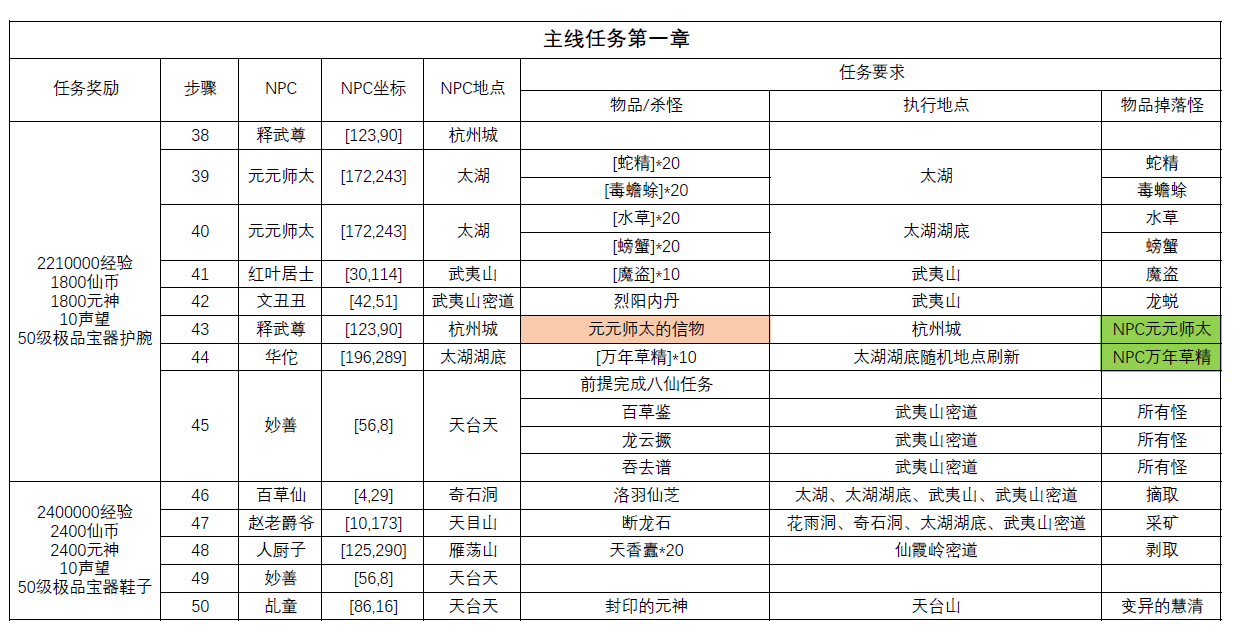 主线任务第一章
任务奖励 步骤 NPC NPC坐标 NPC地点 任务要求
物品/杀怪 执行地点 物品掉落怪
2210000经验
1800仙币
1800元神
10声望
50级极品宝器护腕
38 释武尊 [123,90] 杭州城
39 元元师太 [172,243] 太湖 [蛇精]*20 太湖 蛇精
[毒蟾蜍]*20 毒蟾蜍
40 元元师太 [172,243] 太湖 [水草]*20 太湖湖底 水草
[螃蟹]*20 螃蟹
41 红叶居士 [30,114] 武夷山 [魔盗]*10 武夷山 魔盗
42 文丑丑 [42,51] 武夷山密道 烈阳内丹 武夷山 龙蜕
43 释武尊 [123,90] 杭州城 元元师太的信物 杭州城 NPC元元师太
44 华佗 [196,289] 太湖湖底 [万年草精]*10 太湖湖底随机地点刷新 NPC万年草精
45 妙善 [56,8] 天台天 前提完成八仙任务
百草鉴 武夷山密道 所有怪
龙云撅 武夷山密道 所有怪
吞去谱 武夷山密道 所有怪
2400000经验
2400仙币
2400元神
10声望
50级极品宝器鞋子
46 百草仙 [4,29] 奇石洞 洛羽仙芝 太湖、太湖湖底、武夷山、武夷山密道 摘取
47 赵老爵爷 [10,173] 天目山 断龙石 花雨洞、奇石洞、太湖湖底、武夷山密道 采矿
48 人厨子 [125,290] 雁荡山 天香蠹*20 仙霞岭密道 剥取
49 妙善 [56,8] 天台天
50 乩童 [86,16] 天台天 封印的元神 天台山 变异的慧清